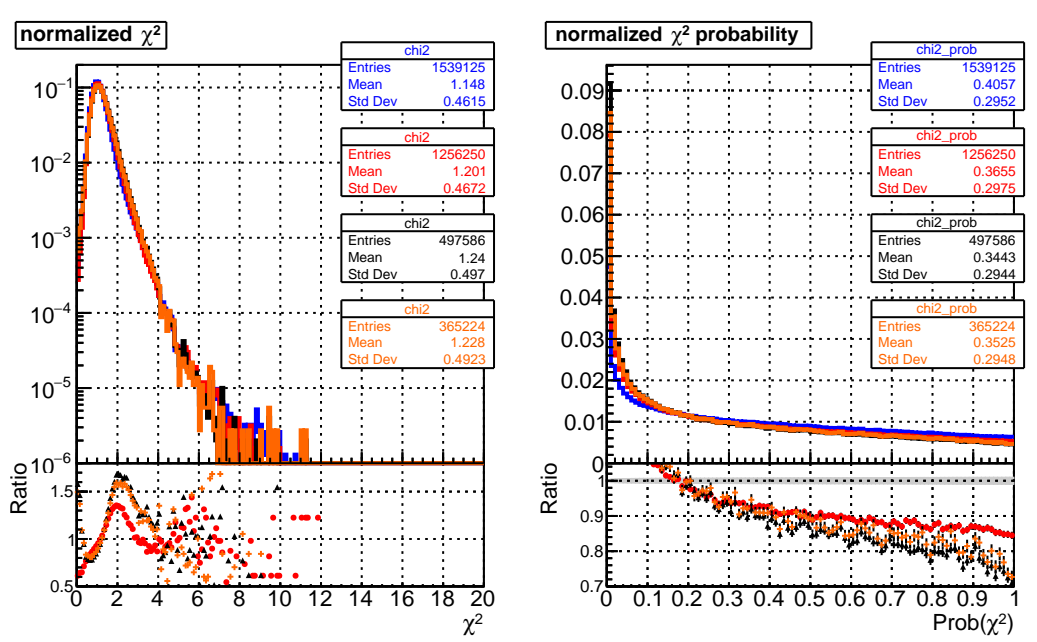 normalized χ²
chi2
Entries 1539125
Mean 1.148
Std Dev 0.4615
chi2
Entries 1256250
Mean 1.201
Std Dev 0.4672
chi2
Entries 497586
Mean 1.24
Std Dev 0.497
chi2
Entries 365224
Mean 1.228
Std Dev 0.4923
10⁻¹
10⁻²
10⁻³
10⁻⁴
10⁻⁵
10⁻⁶
Ratio
1.5
1
0.5
0 2 4 6 8 10 12 14 16 18 20
χ²
normalized χ² probability
chi2_prob
Entries 1539125
Mean 0.4057
Std Dev 0.2952
chi2_prob
Entries 1256250
Mean 0.3655
Std Dev 0.2975
chi2_prob
Entries 497586
Mean 0.3443
Std Dev 0.2944
chi2_prob
Entries 365224
Mean 0.3525
Std Dev 0.2948
0.09
0.08
0.07
0.06
0.05
0.04
0.03
0.02
0.01
0
Ratio
1
0.9
0.8
0.7
0 0.1 0.2 0.3 0.4 0.5 0.6 0.7 0.8 0.9 1
Prob(χ²)